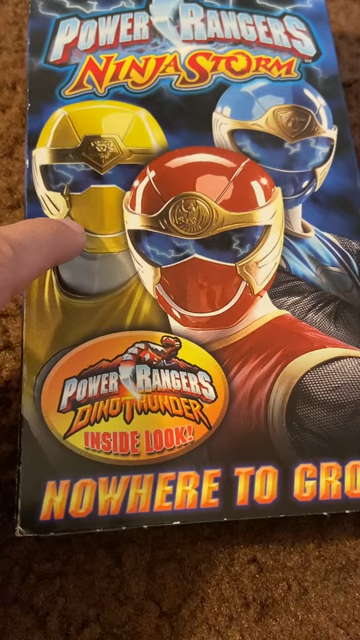 POWER RANGERS
NINJA STORM
POWER RANGERS
DINOTHUNDER
INSIDE LOOK!
NOWHERE TO GRO